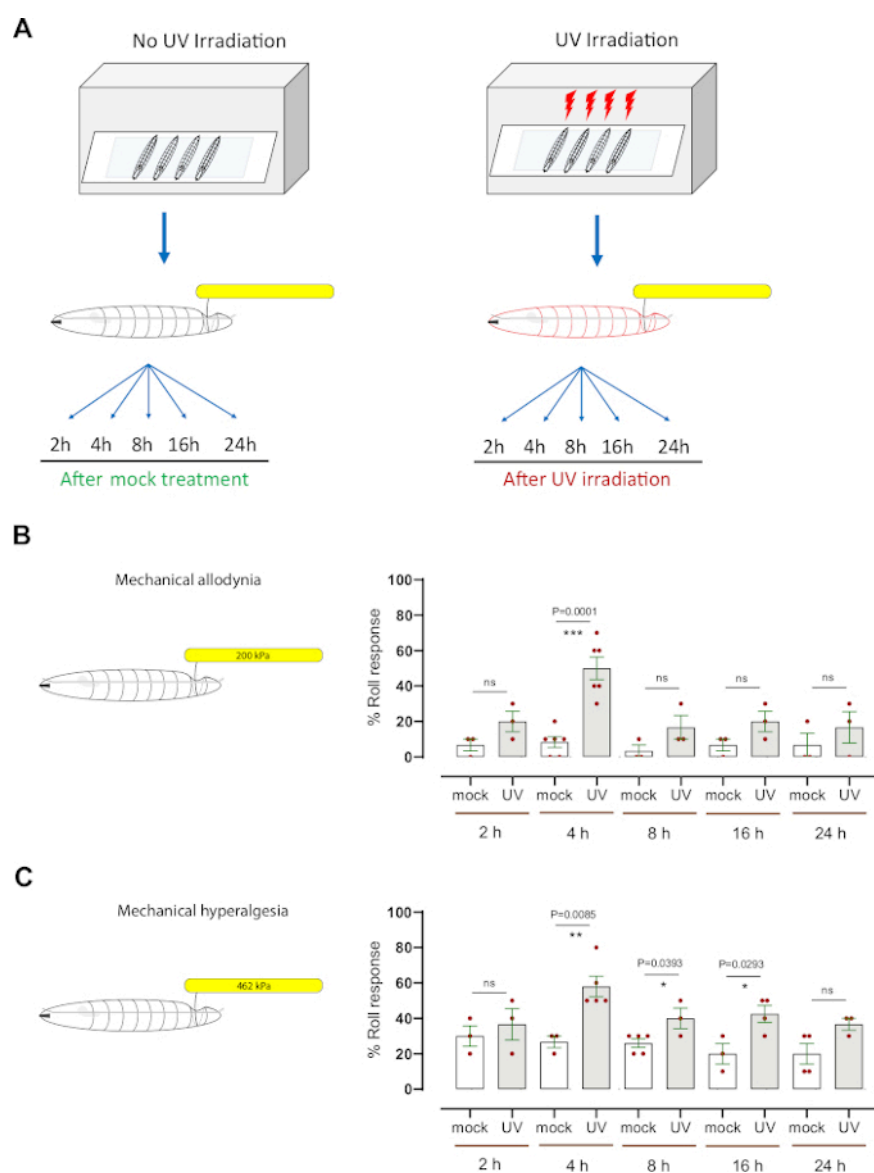 A
No UV Irradiation
UV Irradiation
2h 4h 8h 16h 24h
After mock treatment
2h 4h 8h 16h 24h
After UV irradiation
B
Mechanical allodynia
200 kPa
% Roll response
100
80
60
40
20
0
ns
P=0.0001
***
ns
ns
ns
mock UV mock UV mock UV mock UV mock UV
2 h 4 h 8 h 16 h 24 h
C
Mechanical hyperalgesia
462 kPa
% Roll response
100
80
60
40
20
0
ns
P=0.0085
**
P=0.0393
*
P=0.0293
*
ns
mock UV mock UV mock UV mock UV mock UV
2 h 4 h 8 h 16 h 24 h